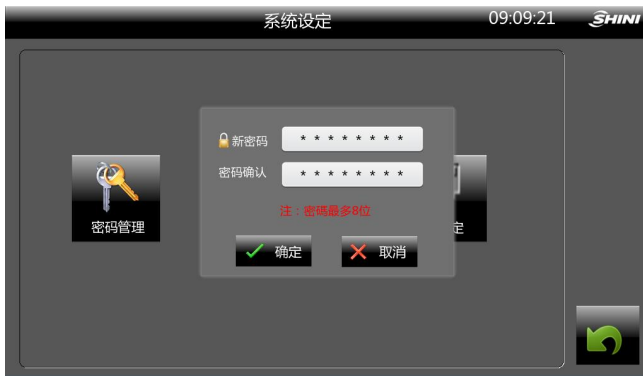 系统设定
09:09:21
SHINI
新密码
* * * * * * * *
密码确认
* * * * * * * *
注：密碼最多8位
密码管理
定
确定
取消